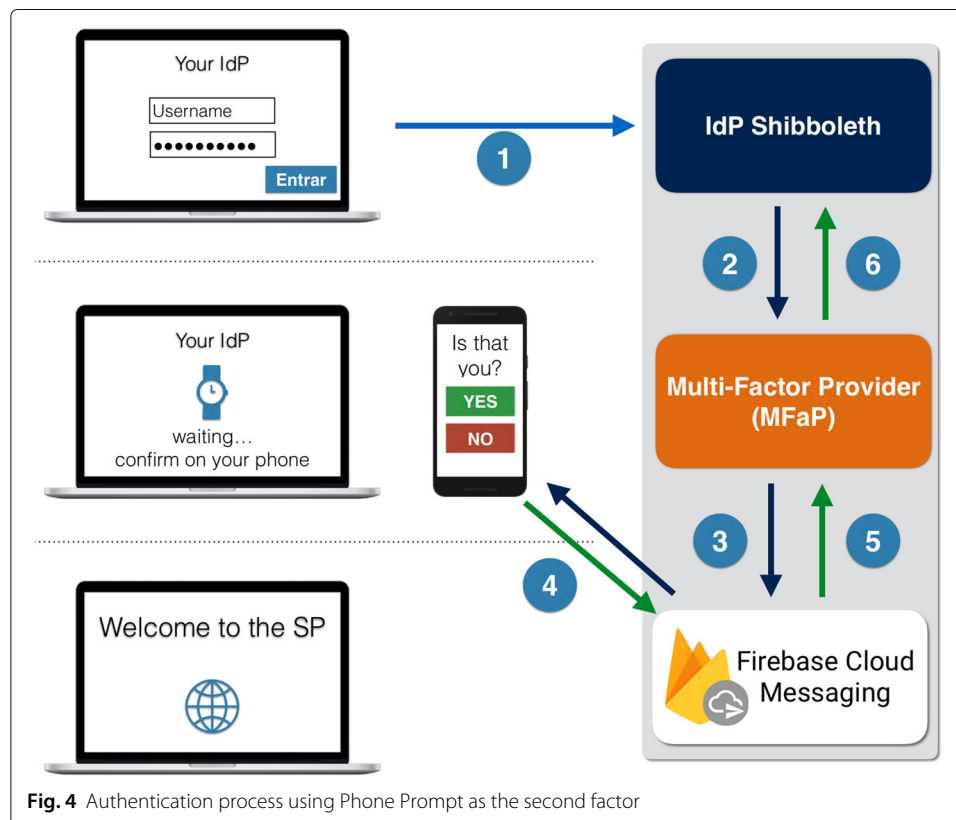 Your IdP
Username
Entrar
1
IdP Shibboleth
2
6
Your IdP
waiting...
confirm on your phone
Is that
you?
YES
NO
Multi-Factor Provider
(MFaP)
3
5
4
Welcome to the SP
Firebase Cloud
Messaging
Fig. 4 Authentication process using Phone Prompt as the second factor